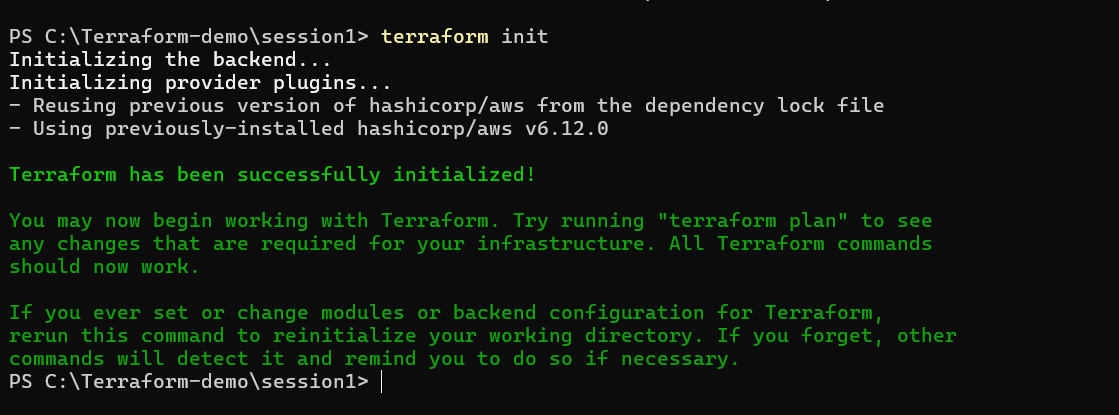 PS C:\Terraform-demo\session1> terraform init
Initializing the backend...
Initializing provider plugins...
- Reusing previous version of hashicorp/aws from the dependency lock file
- Using previously-installed hashicorp/aws v6.12.0
Terraform has been successfully initialized!
You may now begin working with Terraform. Try running "terraform plan" to see
any changes that are required for your infrastructure. All Terraform commands
should now work.
If you ever set or change modules or backend configuration for Terraform,
rerun this command to reinitialize your working directory. If you forget, other
commands will detect it and remind you to do so if necessary.
PS C:\Terraform-demo\session1>